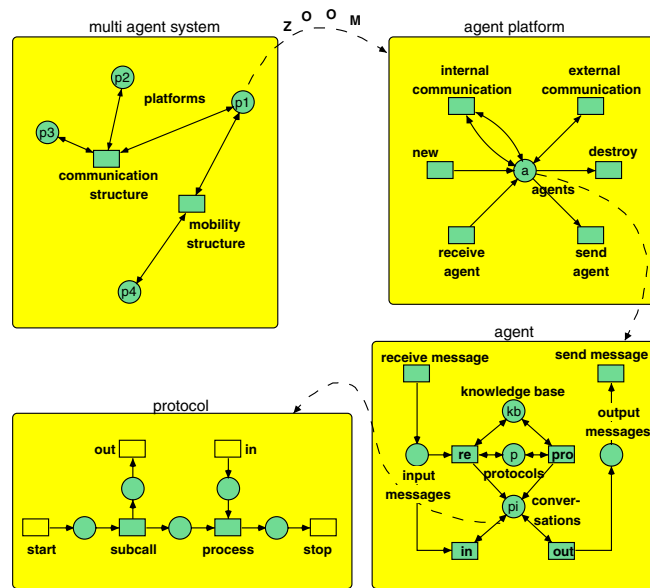 multi agent system
Z O O M
agent platform
p2
platforms
p1
p3
communication
structure
mobility
structure
p4
internal
communication
external
communication
new
destroy
a
agents
receive
agent
send
agent
agent
receive message
send message
knowledge base
kb
output
messages
re
p
pro
input
messages
protocols
pi
conver-
sations
in
out
protocol
out
in
start
subcall
process
stop